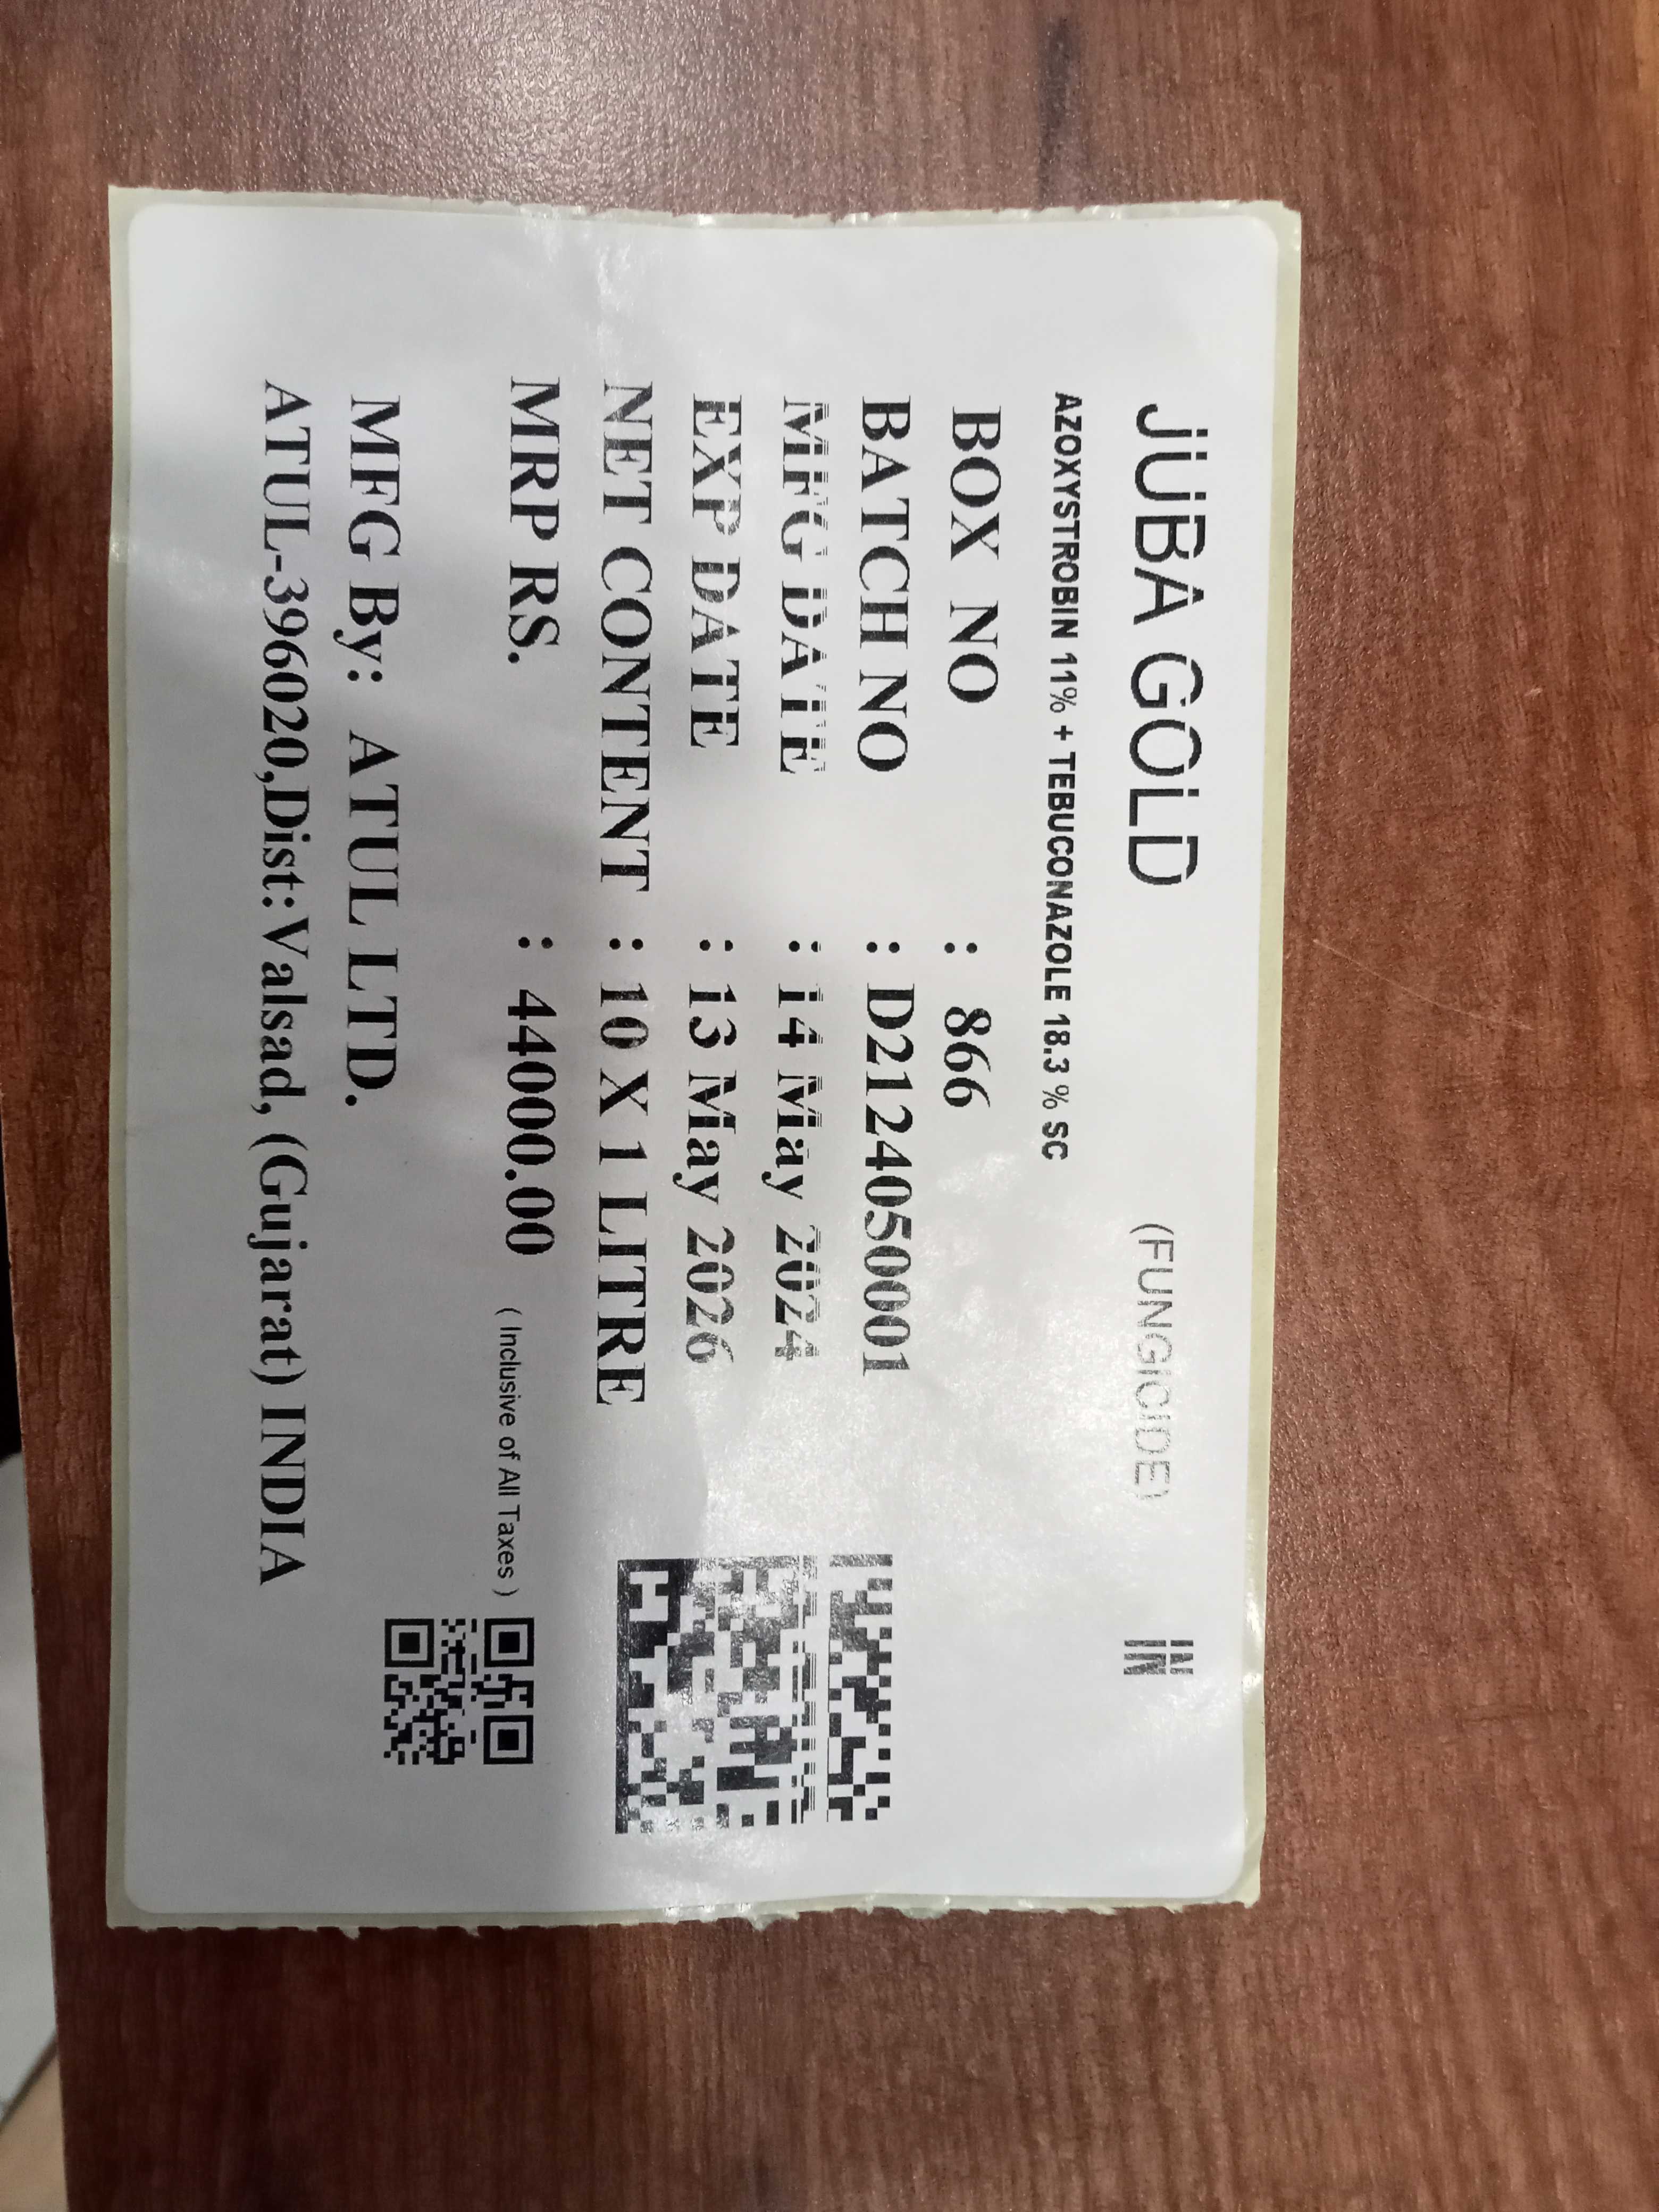 JUBA GOLD (FUNGICIDE) IN
AZOXYSTROBIN 11% + TEBUCONAZOLE 18.3 % SC
BOX NO : 866
BATCH NO : D2124050001
MFG DATE : 14 May 2024
EXP DATE : 13 May 2026
NET CONTENT : 10 X 1 LITRE
MRP RS. : 44000.00 ( Inclusive of All Taxes )
MFG By: ATUL LTD.
ATUL-396020,Dist:Valsad, (Gujarat) INDIA